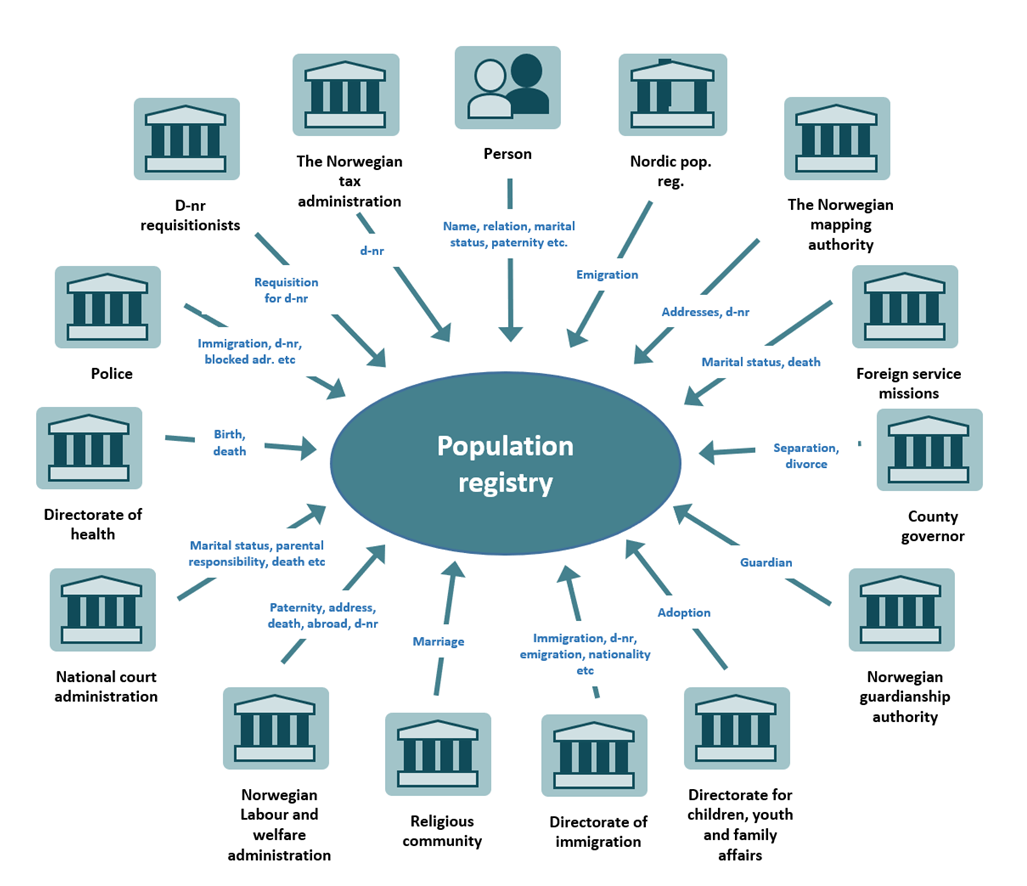 Person
The Norwegian
tax
administration
Nordic pop.
reg.
D-nr
requisitionists
The Norwegian
mapping
authority
Name, relation, marital
status, paternity etc.
d-nr
Emigration
Requisition
for d-nr
Addresses, d-nr
Police
Immigration, d-nr,
blocked adr. etc
Marital status, death
Foreign service
missions
Birth,
death
Population
registry
Separation,
divorce
Directorate of
health
County
governor
Marital status, parental
responsibility, death etc
Guardian
Paternity, address,
death, abroad, d-nr
Marriage
Immigration, d-nr,
emigration, nationality
etc
Adoption
National court
administration
Norwegian
guardianship
authority
Norwegian
Labour and
welfare
administration
Religious
community
Directorate of
immigration
Directorate for
children, youth
and family
affairs